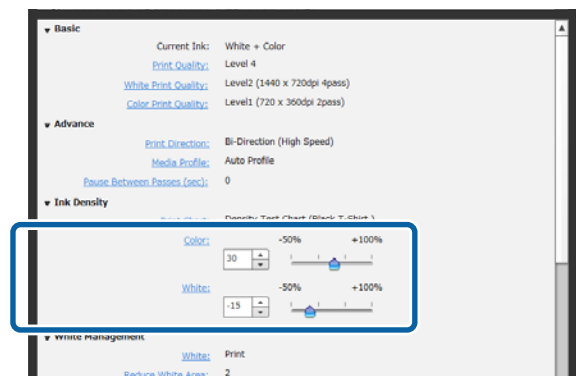 Basic
Current Ink: White + Color
Print Quality: Level 4
White Print Quality: Level2 (1440 x 720dpi 4pass)
Color Print Quality: Level1 (720 x 360dpi 2pass)
Advance
Print Direction: Bi-Direction (High Speed)
Media Profile: Auto Profile
Pause Between Passes (sec): 0
Ink Density
Density Test Chart (Black T-Shirt )
Color: -50% +100%
30
White: -50% +100%
-15
White Management
White: Print
Reduce White Area: 2